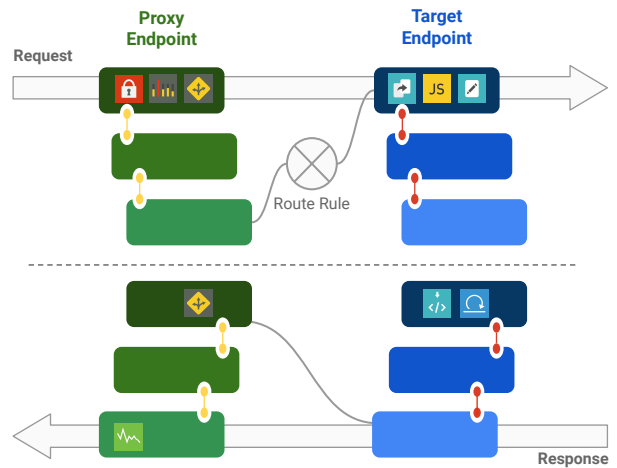 Proxy
Endpoint
Target
Endpoint
Request
JS
Route Rule
</>
Response